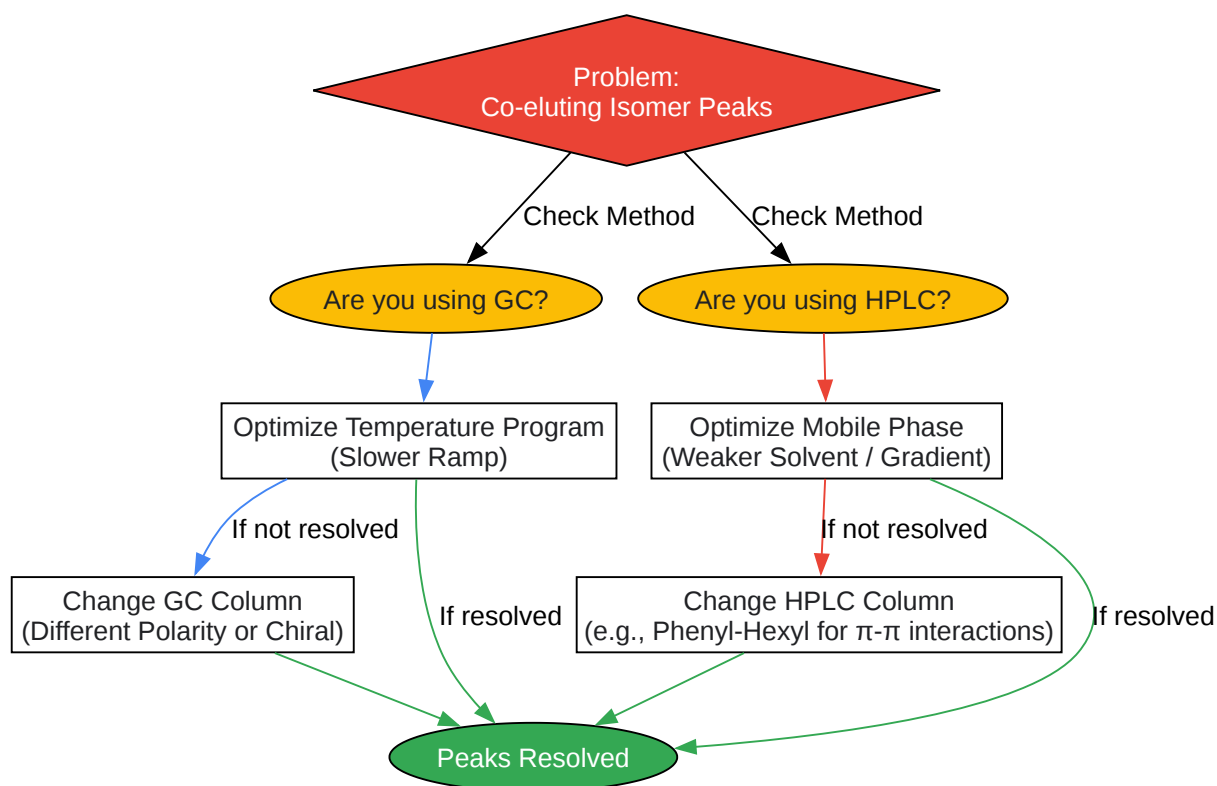 Problem:
Co-eluting Isomer Peaks
Check Method
Check Method
Are you using GC?
Are you using HPLC?
Optimize Temperature Program
(Slower Ramp)
Optimize Mobile Phase
(Weaker Solvent / Gradient)
If not resolved
If not resolved
Change GC Column
(Different Polarity or Chiral)
If resolved
Change HPLC Column
(e.g., Phenyl-Hexyl for π-π interactions)
If resolved
Peaks Resolved